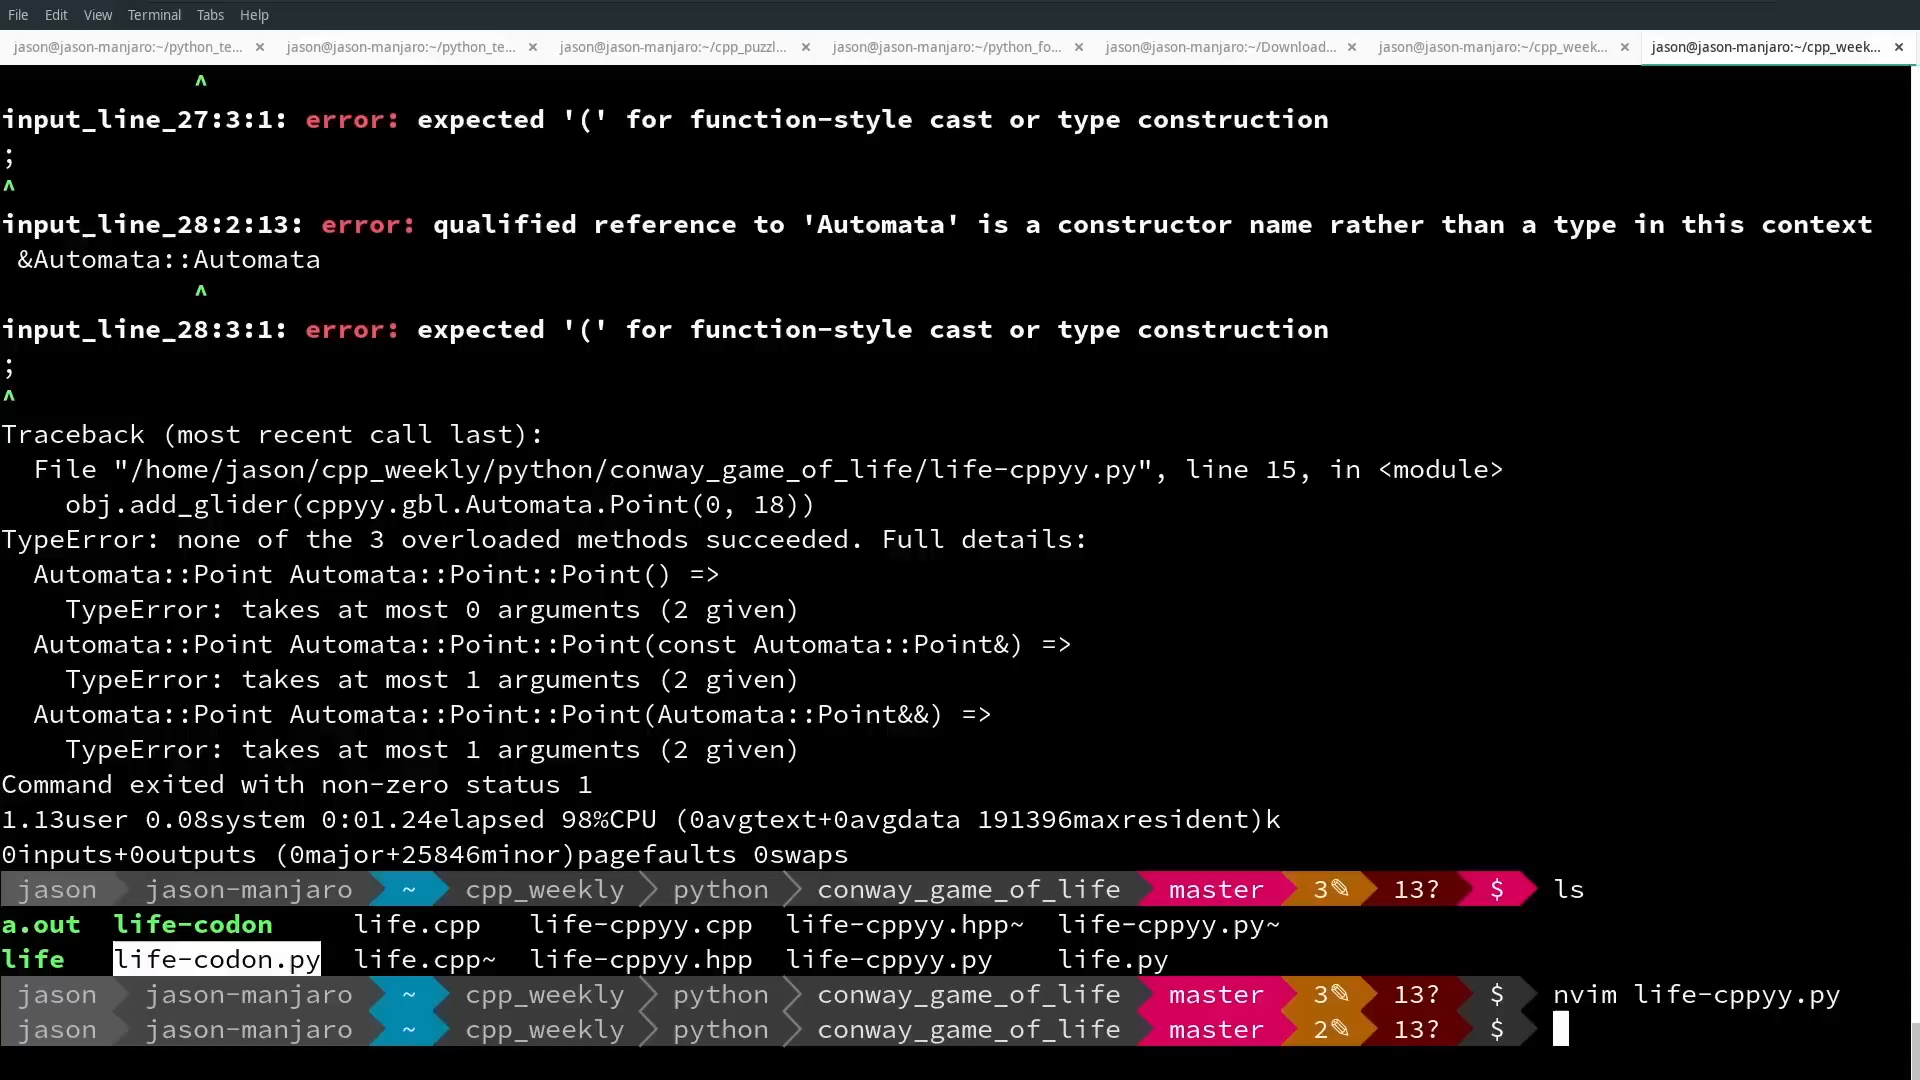 File Edit View Terminal Tabs Help
jason@jason-manjaro:~/python_te... × jason@jason-manjaro:~/python_te... × jason@jason-manjaro:~/cpp_puzzl... × jason@jason-manjaro:~/python_fo... × jason@jason-manjaro:~/Download... × jason@jason-manjaro:~/cpp_week... × jason@jason-manjaro:~/cpp_week... ×
^
input_line_27:3:1: error: expected '(' for function-style cast or type construction
;
^
input_line_28:2:13: error: qualified reference to 'Automata' is a constructor name rather than a type in this context
&Automata::Automata
^
input_line_28:3:1: error: expected '(' for function-style cast or type construction
;
^
Traceback (most recent call last):
File "/home/jason/cpp_weekly/python/conway_game_of_life/life-cppyy.py", line 15, in <module>
obj.add_glider(cppyy.gbl.Automata.Point(0, 18))
TypeError: none of the 3 overloaded methods succeeded. Full details:
Automata::Point Automata::Point::Point() =>
TypeError: takes at most 0 arguments (2 given)
Automata::Point Automata::Point::Point(const Automata::Point&) =>
TypeError: takes at most 1 arguments (2 given)
Automata::Point Automata::Point::Point(Automata::Point&&) =>
TypeError: takes at most 1 arguments (2 given)
Command exited with non-zero status 1
1.13user 0.08system 0:01.24elapsed 98%CPU (0avgtext+0avgdata 191396maxresident)k
0inputs+0outputs (0major+25846minor)pagefaults 0swaps
jason jason-manjaro ~ cpp_weekly python conway_game_of_life master 3✎ 13? $ ls
a.out life-codon life.cpp life-cppyy.cpp life-cppyy.hpp~ life-cppyy.py~
life life-codon.py life.cpp~ life-cppyy.hpp life-cppyy.py life.py
jason jason-manjaro ~ cpp_weekly python conway_game_of_life master 3✎ 13? $ nvim life-cppyy.py
jason jason-manjaro ~ cpp_weekly python conway_game_of_life master 2✎ 13? $